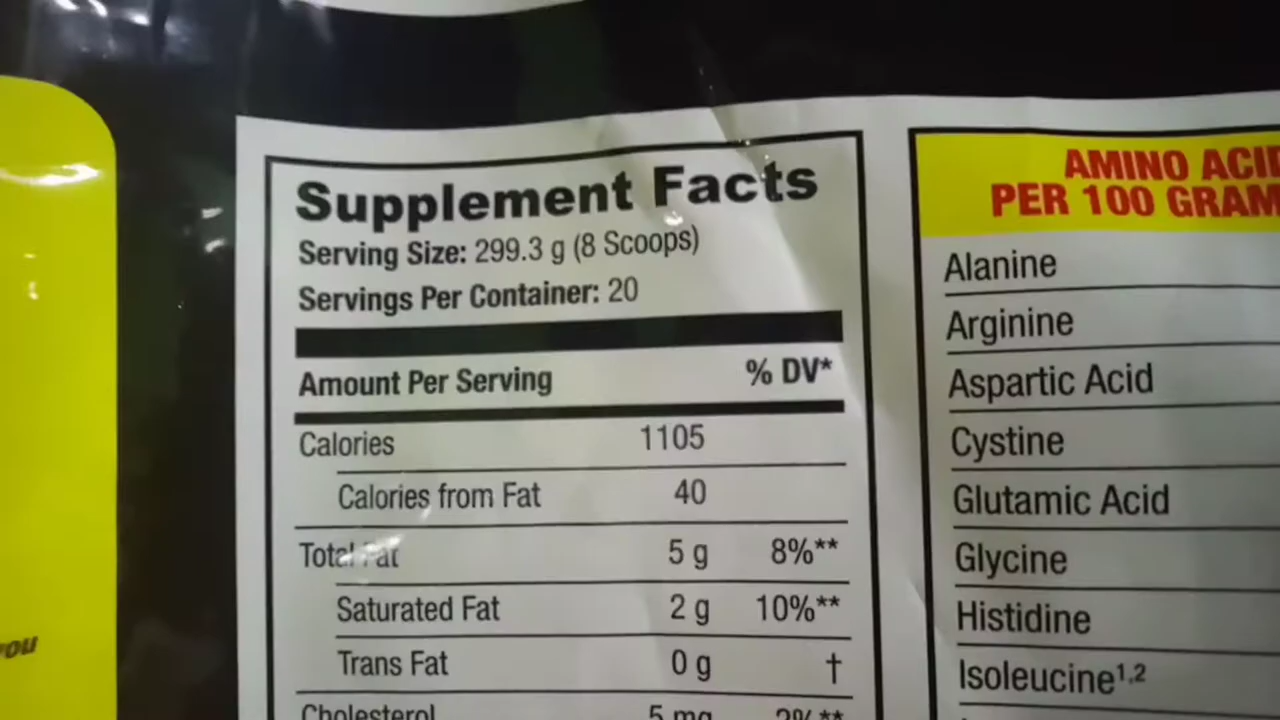 Supplement Facts
Serving Size: 299.3 g (8 Scoops)
Servings Per Container: 20
Amount Per Serving % DV*
Calories 1105
Calories from Fat 40
Total Fat 5 g 8%**
Saturated Fat 2 g 10%**
Trans Fat 0 g †
Cholesterol 5 mg 2%**
AMINO ACID
PER 100 GRAM
Alanine
Arginine
Aspartic Acid
Cystine
Glutamic Acid
Glycine
Histidine
Isoleucine¹,²
you